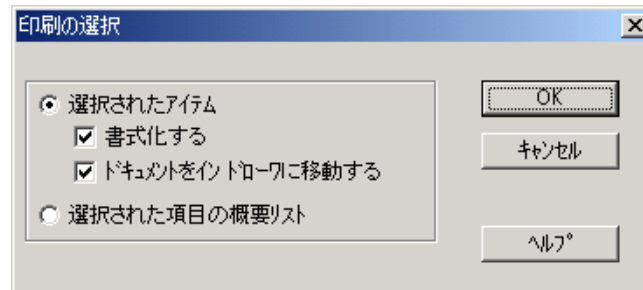 印刷の選択
選択されたアイテム
書式化する
ドキュメントをイン ドローワに移動する
選択された項目の概要リスト
OK
キャンセル
ヘルプ